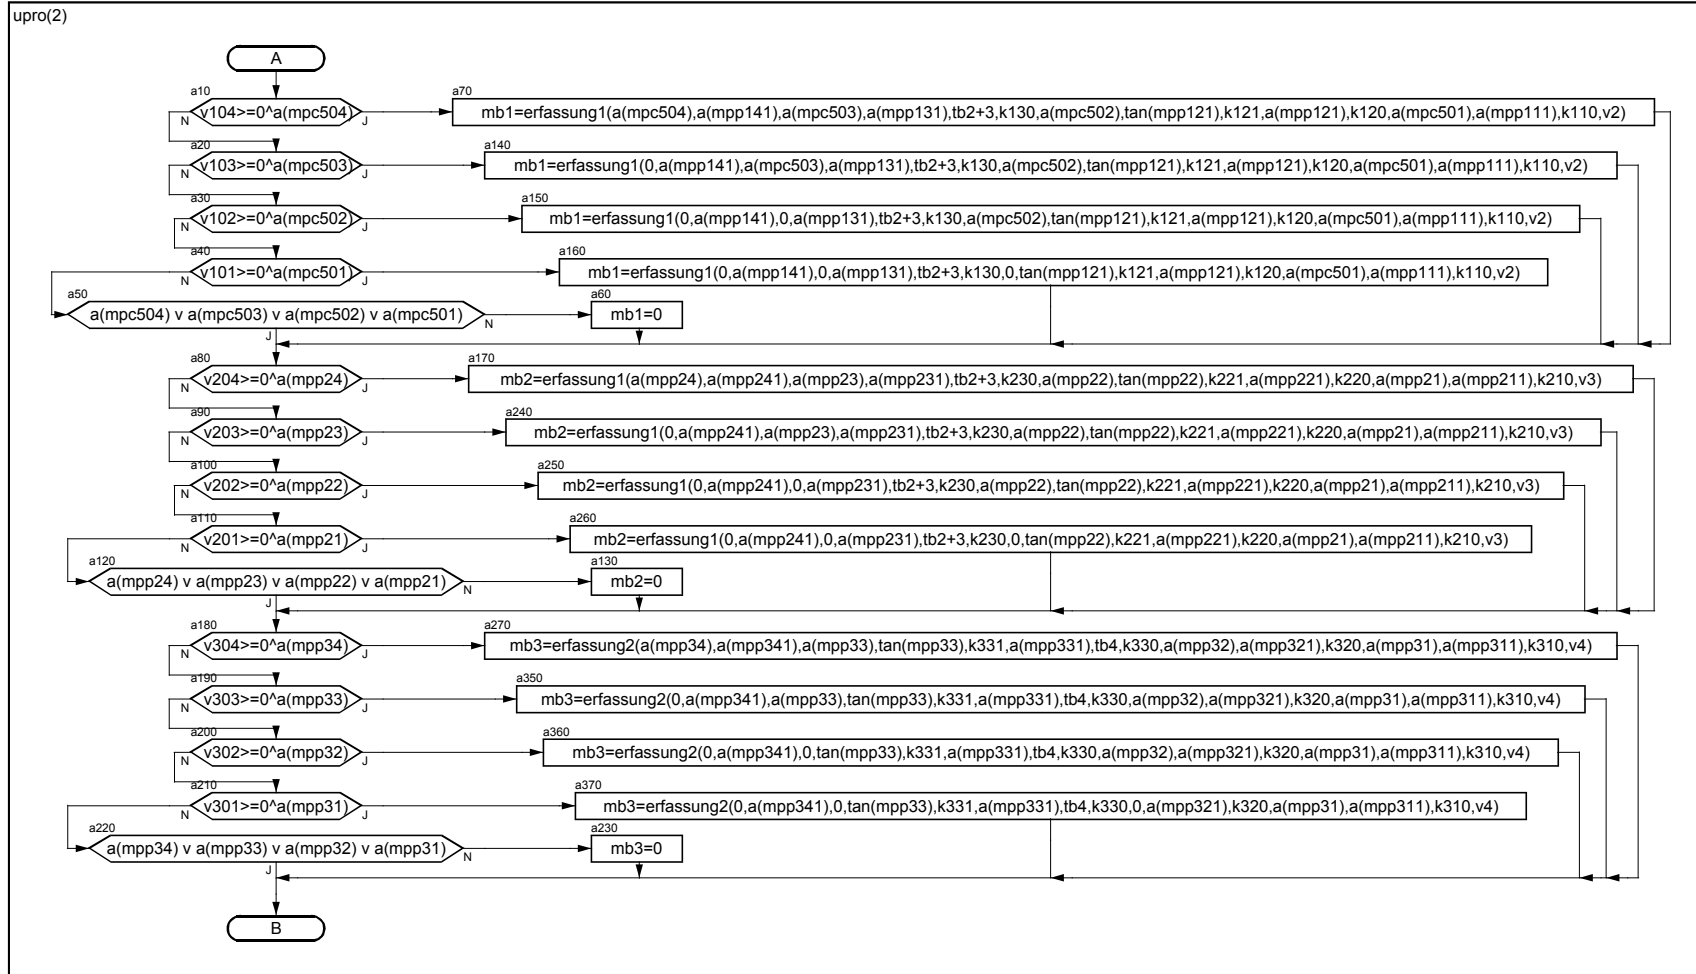 upro(2)
A
a10
v104>=0^a(mpc504)
N
J
a70
mb1=erfassung1(a(mpc504),a(mpp141),a(mpc503),a(mpp131),tb2+3,k130,a(mpc502),tan(mpp121),k121,a(mpp121),k120,a(mpc501),a(mpp111),k110,v2)
a20
v103>=0^a(mpc503)
N
J
a140
mb1=erfassung1(0,a(mpp141),a(mpc503),a(mpp131),tb2+3,k130,a(mpc502),tan(mpp121),k121,a(mpp121),k120,a(mpc501),a(mpp111),k110,v2)
a30
v102>=0^a(mpc502)
N
J
a150
mb1=erfassung1(0,a(mpp141),0,a(mpp131),tb2+3,k130,a(mpc502),tan(mpp121),k121,a(mpp121),k120,a(mpc501),a(mpp111),k110,v2)
a40
v101>=0^a(mpc501)
N
J
a160
mb1=erfassung1(0,a(mpp141),0,a(mpp131),tb2+3,k130,0,tan(mpp121),k121,a(mpp121),k120,a(mpc501),a(mpp111),k110,v2)
a50
a(mpc504) v a(mpc503) v a(mpc502) v a(mpc501)
N
J
a60
mb1=0
a80
v204>=0^a(mpp24)
N
J
a170
mb2=erfassung1(a(mpp24),a(mpp241),a(mpp23),a(mpp231),tb2+3,k230,a(mpp22),tan(mpp22),k221,a(mpp221),k220,a(mpp21),a(mpp211),k210,v3)
a90
v203>=0^a(mpp23)
N
J
a240
mb2=erfassung1(0,a(mpp241),a(mpp23),a(mpp231),tb2+3,k230,a(mpp22),tan(mpp22),k221,a(mpp221),k220,a(mpp21),a(mpp211),k210,v3)
a100
v202>=0^a(mpp22)
N
J
a250
mb2=erfassung1(0,a(mpp241),0,a(mpp231),tb2+3,k230,a(mpp22),tan(mpp22),k221,a(mpp221),k220,a(mpp21),a(mpp211),k210,v3)
a110
v201>=0^a(mpp21)
N
J
a260
mb2=erfassung1(0,a(mpp241),0,a(mpp231),tb2+3,k230,0,tan(mpp22),k221,a(mpp221),k220,a(mpp21),a(mpp211),k210,v3)
a120
a(mpp24) v a(mpp23) v a(mpp22) v a(mpp21)
N
J
a130
mb2=0
a180
v304>=0^a(mpp34)
N
J
a270
mb3=erfassung2(a(mpp34),a(mpp341),a(mpp33),tan(mpp33),k331,a(mpp331),tb4,k330,a(mpp32),a(mpp321),k320,a(mpp31),a(mpp311),k310,v4)
a190
v303>=0^a(mpp33)
N
J
a350
mb3=erfassung2(0,a(mpp341),a(mpp33),tan(mpp33),k331,a(mpp331),tb4,k330,a(mpp32),a(mpp321),k320,a(mpp31),a(mpp311),k310,v4)
a200
v302>=0^a(mpp32)
N
J
a360
mb3=erfassung2(0,a(mpp341),0,tan(mpp33),k331,a(mpp331),tb4,k330,a(mpp32),a(mpp321),k320,a(mpp31),a(mpp311),k310,v4)
a210
v301>=0^a(mpp31)
N
J
a370
mb3=erfassung2(0,a(mpp341),0,tan(mpp33),k331,a(mpp331),tb4,k330,0,a(mpp321),k320,a(mpp31),a(mpp311),k310,v4)
a220
a(mpp34) v a(mpp33) v a(mpp32) v a(mpp31)
N
J
a230
mb3=0
B